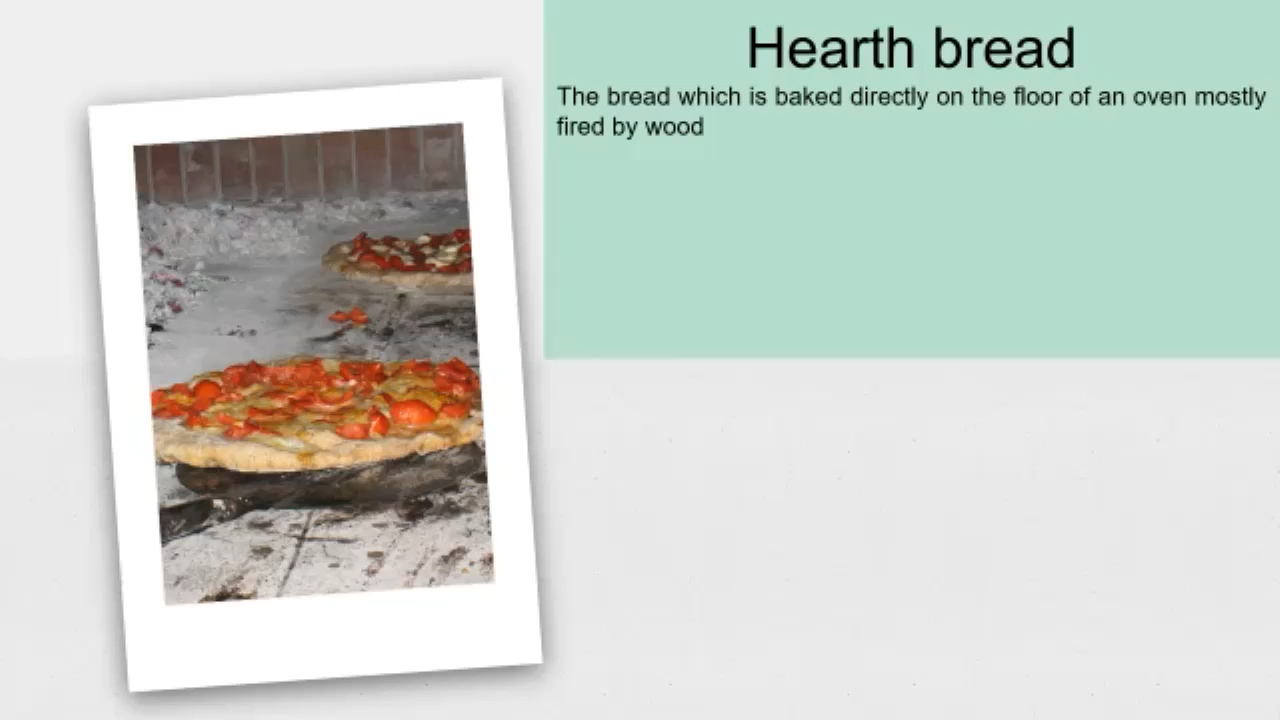 Hearth bread
The bread which is baked directly on the floor of an oven mostly
fired by wood